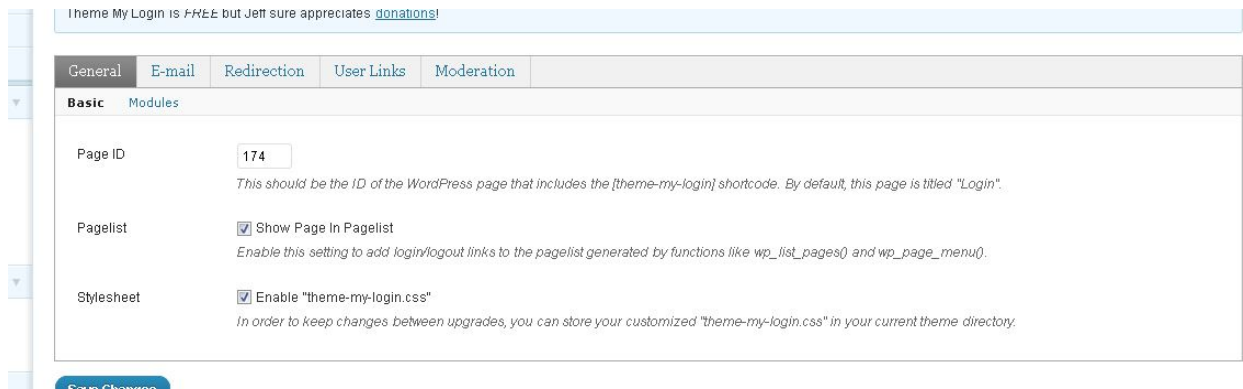 Theme My Login is FREE but Jeff sure appreciates donations!
General E-mail Redirection User Links Moderation
Basic Modules
Page ID 174
This should be the ID of the WordPress page that includes the [theme-my-login] shortcode. By default, this page is titled "Login".
Pagelist Show Page In Pagelist
Enable this setting to add login/logout links to the pagelist generated by functions like wp_list_pages() and wp_page_menu().
Stylesheet Enable "theme-my-login.css"
In order to keep changes between upgrades, you can store your customized "theme-my-login.css" in your current theme directory.
Save Changes